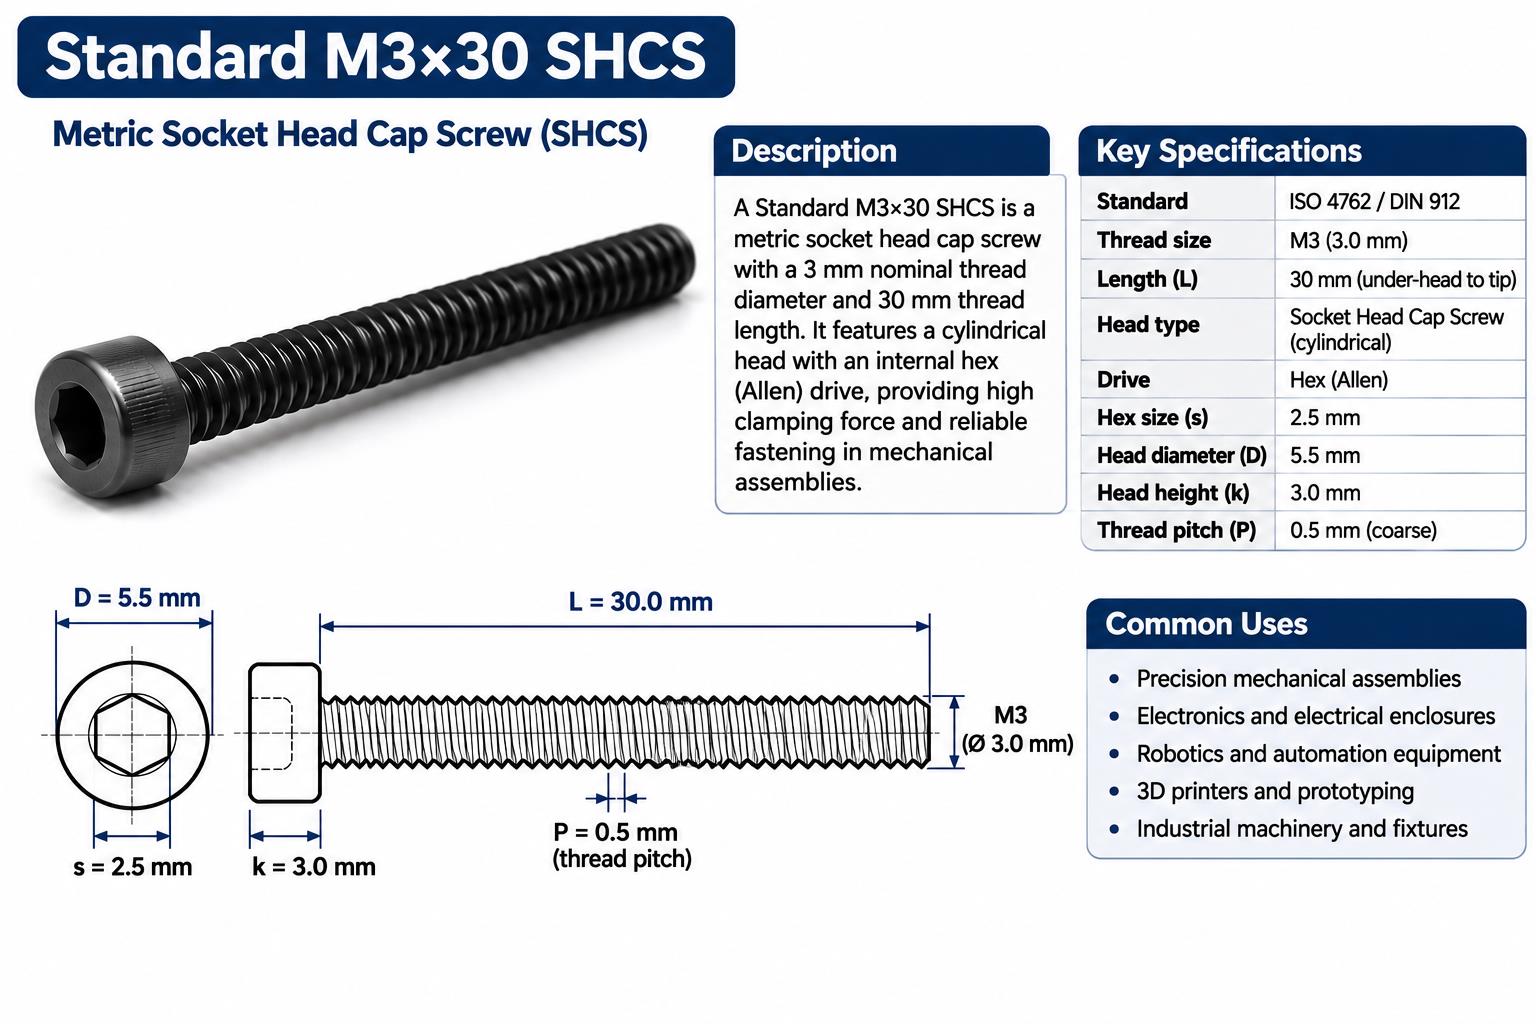 Standard M3×30 SHCS
Metric Socket Head Cap Screw (SHCS)
Description
A Standard M3×30 SHCS is a
metric socket head cap screw
with a 3 mm nominal thread
diameter and 30 mm thread
length. It features a cylindrical
head with an internal hex
(Allen) drive, providing high
clamping force and reliable
fastening in mechanical
assemblies.
Key Specifications
Standard ISO 4762 / DIN 912
Thread size M3 (3.0 mm)
Length (L) 30 mm (under-head to tip)
Head type Socket Head Cap Screw
(cylindrical)
Drive Hex (Allen)
Hex size (s) 2.5 mm
Head diameter (D) 5.5 mm
Head height (k) 3.0 mm
Thread pitch (P) 0.5 mm (coarse)
D = 5.5 mm
L = 30.0 mm
M3
(Ø 3.0 mm)
P = 0.5 mm
(thread pitch)
s = 2.5 mm
k = 3.0 mm
Common Uses
• Precision mechanical assemblies
• Electronics and electrical enclosures
• Robotics and automation equipment
• 3D printers and prototyping
• Industrial machinery and fixtures